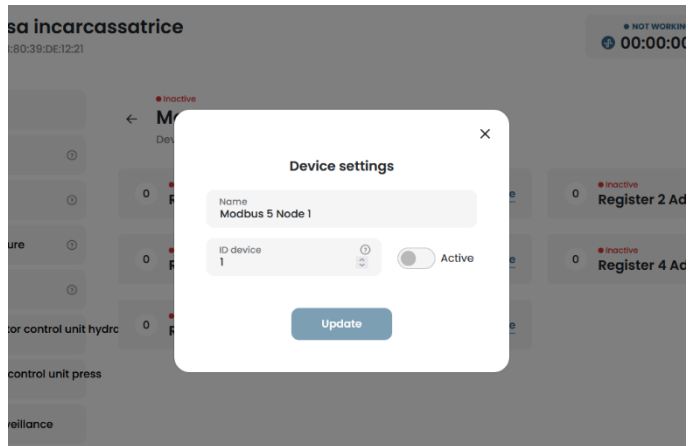 sa incarcassatrice
:80:39:DE:12:21
NOT WORKIN
00:00:00
Inactive
Device settings
Name
Modbus 5 Node 1
ID device
1
Active
Update
0
0
0
0
Inactive
Register 2 Ad
0
Inactive
Register 4 Ad
ure
tor control unit hydro
control unit press
veillance